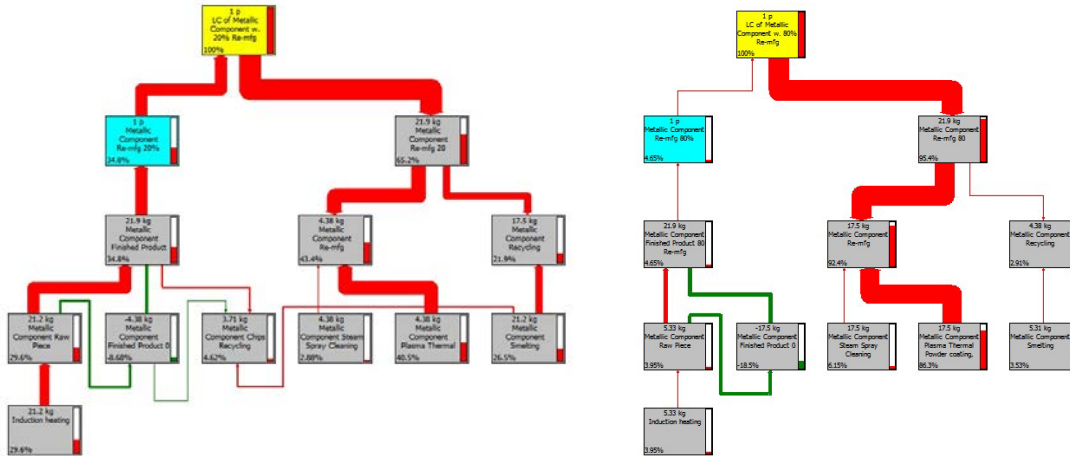 1 p
LC of Metallic
Component w.
20% Re-mfg
100%
1 p
Metallic
Component
Re-mfg 20%
34.8%
21.9 kg
Metallic
Component
Re-mfg 20
65.2%
21.9 kg
Metallic
Component
Finished Product
34.8%
4.38 kg
Metallic
Component
Re-mfg
43.4%
17.5 kg
Metallic
Component
Recycling
21.9%
21.2 kg
Metallic
Component Raw
Piece
29.6%
-4.38 kg
Metallic
Component
Finished Product 0
-8.68%
3.71 kg
Metallic
Component Chips
Recycling
4.62%
4.38 kg
Metallic
Component Steam
Spray Cleaning
2.88%
4.38 kg
Metallic
Component
Plasma Thermal
40.5%
21.2 kg
Metallic
Component
Smelting
26.5%
21.2 kg
Induction heating
29.6%
1 p
LC of Metallic
Component w. 80%
Re-mfg
100%
1 p
Metallic Component
Re-mfg 80%
4.65%
21.9 kg
Metallic Component
Re-mfg 80
95.4%
21.9 kg
Metallic Component
Finished Product 80
Re-mfg
4.65%
17.5 kg
Metallic Component
Re-mfg
92.4%
4.38 kg
Metallic Component
Recycling
2.91%
5.33 kg
Metallic Component
Raw Piece
3.95%
-17.5 kg
Metallic Component
Finished Product 0
-18.5%
17.5 kg
Metallic Component
Steam Spray
Cleaning
6.15%
17.5 kg
Metallic Component
Plasma Thermal
Powder coating,
86.3%
5.31 kg
Metallic Component
Smelting
3.53%
5.33 kg
Induction heating
3.95%